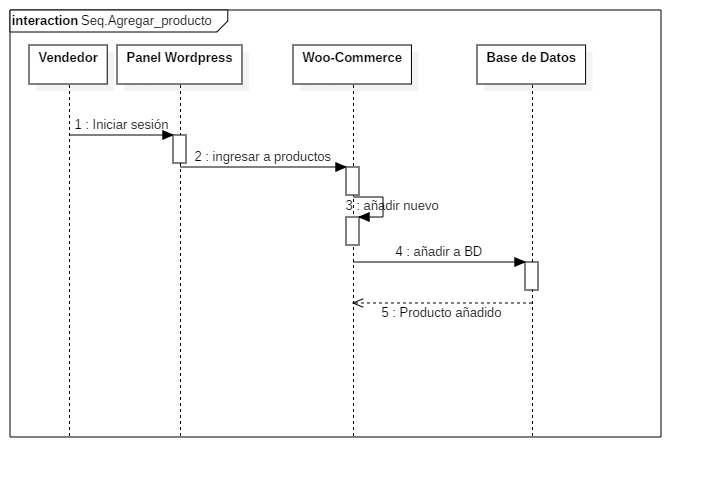 interaction Seq.Agregar_producto
Vendedor
Panel Wordpress
Woo-Commerce
Base de Datos
1 : Iniciar sesión
2 : ingresar a productos
3 : añadir nuevo
4 : añadir a BD
5 : Producto añadido